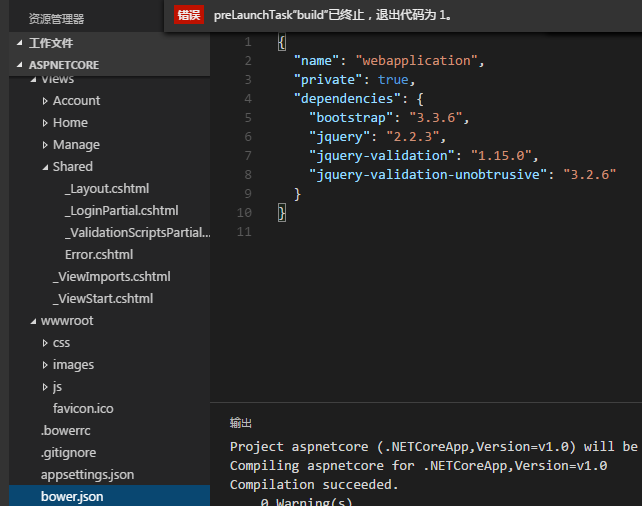 资源管理器
错误 preLaunchTask"build"已终止，退出代码为 1。
工作文件
ASPNETCORE
Views
Account
Home
Manage
Shared
_Layout.cshtml
_LoginPartial.cshtml
_ValidationScriptsPartial...
Error.cshtml
_ViewImports.cshtml
_ViewStart.cshtml
wwwroot
css
images
js
favicon.ico
.bowerrc
.gitignore
appsettings.json
bower.json
1 {
2 "name": "webapplication",
3 "private": true,
4 "dependencies": {
5 "bootstrap": "3.3.6",
6 "jquery": "2.2.3",
7 "jquery-validation": "1.15.0",
8 "jquery-validation-unobtrusive": "3.2.6"
9 }
10 }
11
输出
Project aspnetcore (.NETCoreApp,Version=v1.0) will be
Compiling aspnetcore for .NETCoreApp,Version=v1.0
Compilation succeeded.
0 Warning(s)